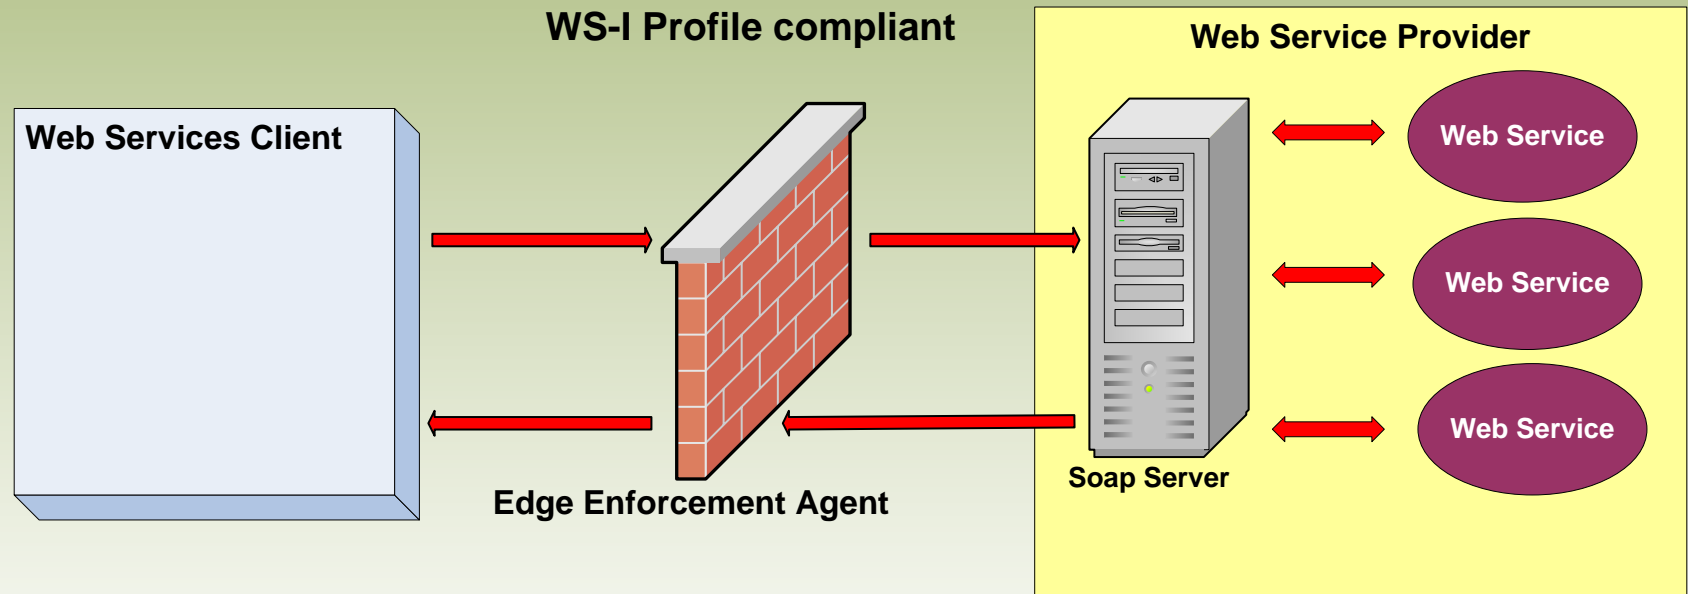 WS-I Profile compliant
Web Service Provider
Web Services Client
Web Service
Web Service
Web Service
Soap Server
Edge Enforcement Agent